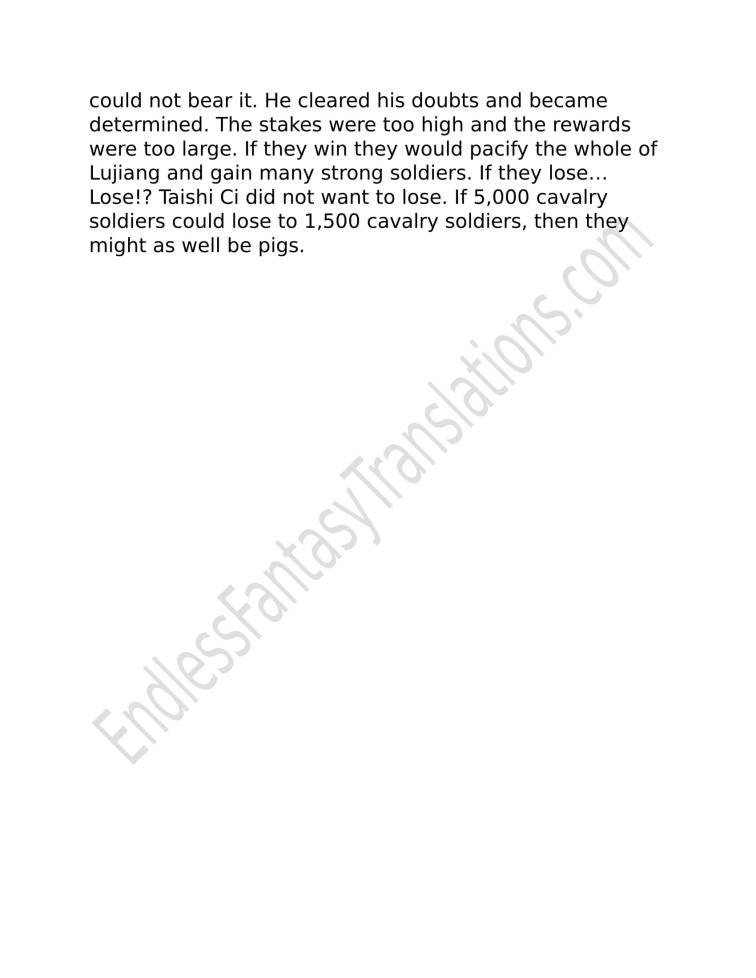 could not bear it. He cleared his doubts and became
determined. The stakes were too high and the rewards
were too large. If they win they would pacify the whole of
Lujiang and gain many strong soldiers. If they lose…
Lose!? Taishi Ci did not want to lose. If 5,000 cavalry
soldiers could lose to 1,500 cavalry soldiers, then they
might as well be pigs.
EndlessFantasyTranslations.com